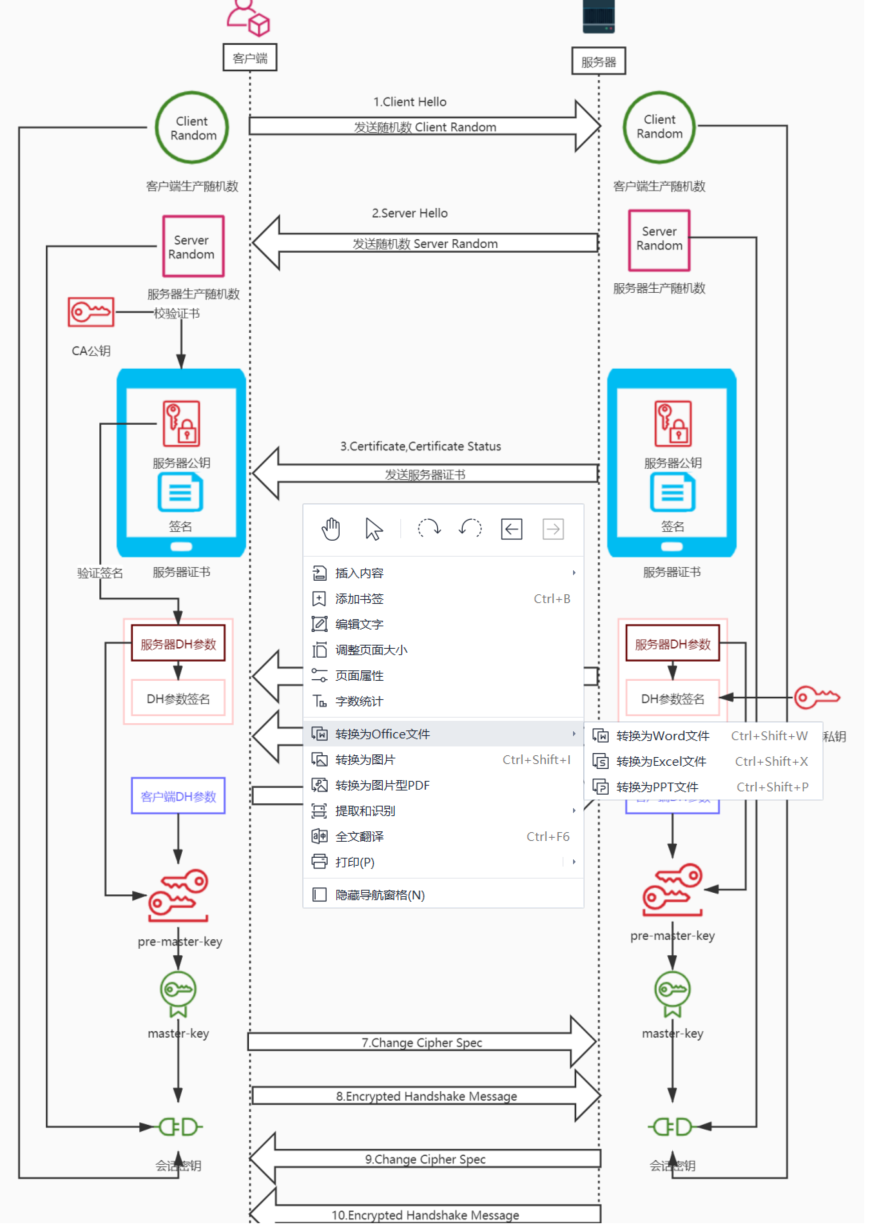 客户端
服务器
1.Client Hello
Client
Random
发送随机数 Client Random
Client
Random
客户端生产随机数
客户端生产随机数
2.Server Hello
Server
Random
发送随机数 Server Random
Server
Random
服务器生产随机数
服务器生产随机数
校验证书
CA公钥
3.Certificate,Certificate Status
服务器公钥
发送服务器证书
服务器公钥
签名
签名
验证签名
服务器证书
服务器证书
插入内容
添加书签
Ctrl+B
编辑文字
服务器DH参数
调整页面大小
服务器DH参数
页面属性
DH参数签名
字数统计
DH参数签名
转换为Office文件
转换为Word文件
Ctrl+Shift+W
私钥
转换为图片
Ctrl+Shift+I
转换为Excel文件
Ctrl+Shift+X
转换为图片型PDF
转换为PPT文件
Ctrl+Shift+P
客户端DH参数
提取和识别
全文翻译
Ctrl+F6
打印(P)
隐藏导航窗格(N)
pre-master-key
pre-master-key
master-key
master-key
7.Change Cipher Spec
8.Encrypted Handshake Message
9.Change Cipher Spec
会话密钥
会话密钥
10.Encrypted Handshake Message